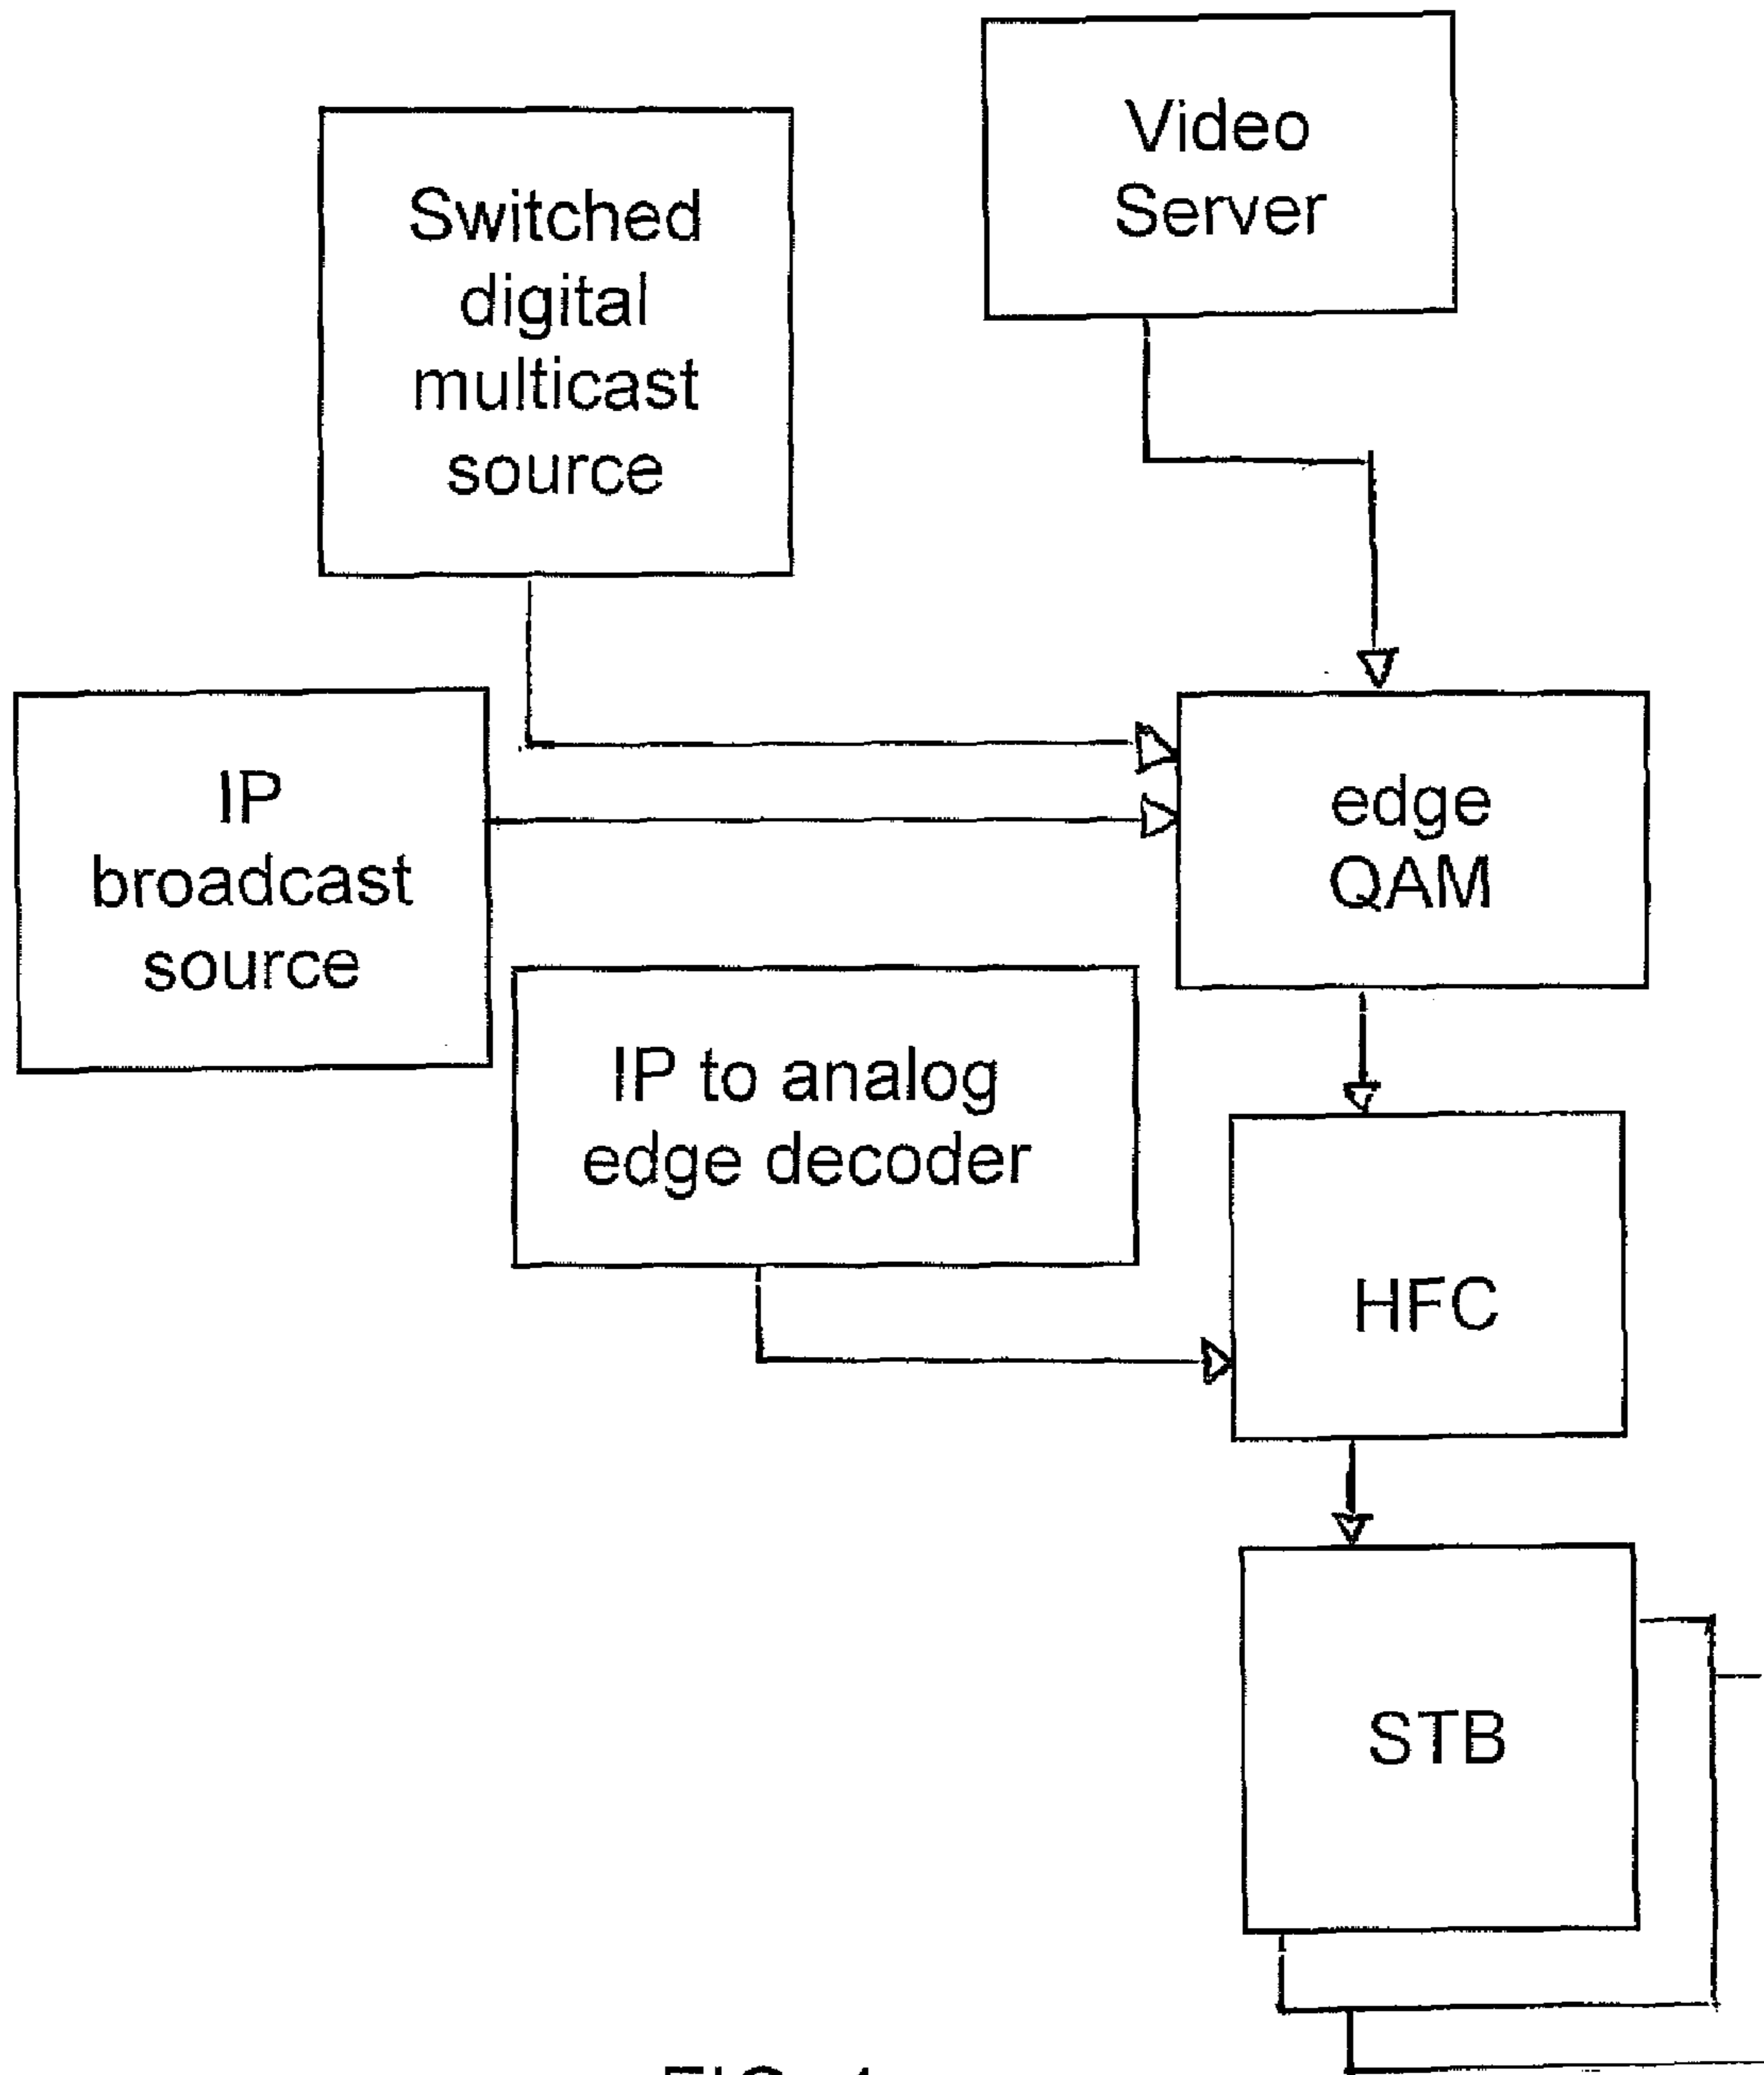 Video
Server
Switched
digital
multicast
source
IP
broadcast
source
edge
QAM
IP to analog
edge decoder
HFC
STB